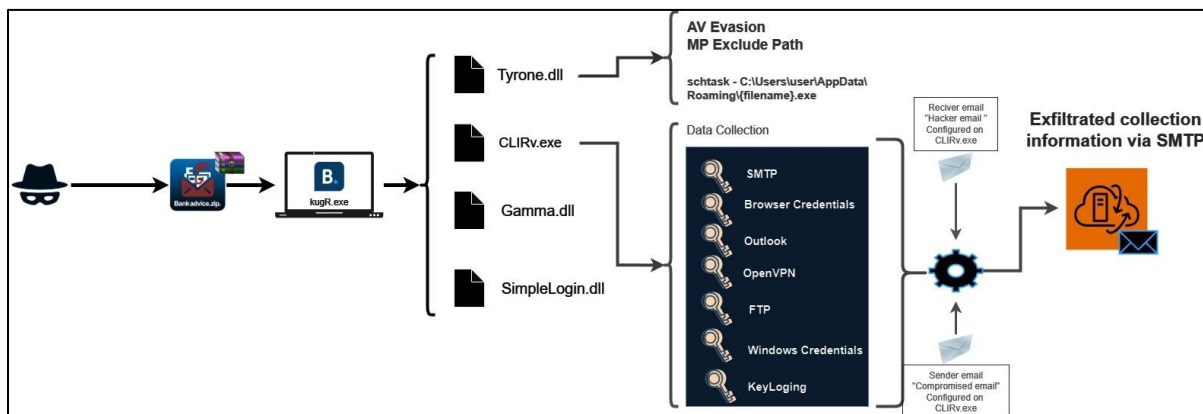 AV Evasion
MP Exclude Path
schtask - C:\Users\user\AppData\
Roaming\{filename}.exe
Tyrone.dll
CLIRv.exe
Gamma.dll
SimpleLogin.dll
Bankadvice.zip.
B.
kugR.exe
Data Collection
SMTP
Browser Credentials
Outlook
OpenVPN
FTP
Windows Credentials
KeyLoging
Reciver email
"Hacker email "
Configured on
CLIRv.exe
Sender email
"Compromised email"
Configured on
CLIRv.exe
Exfiltrated collection
information via SMTP